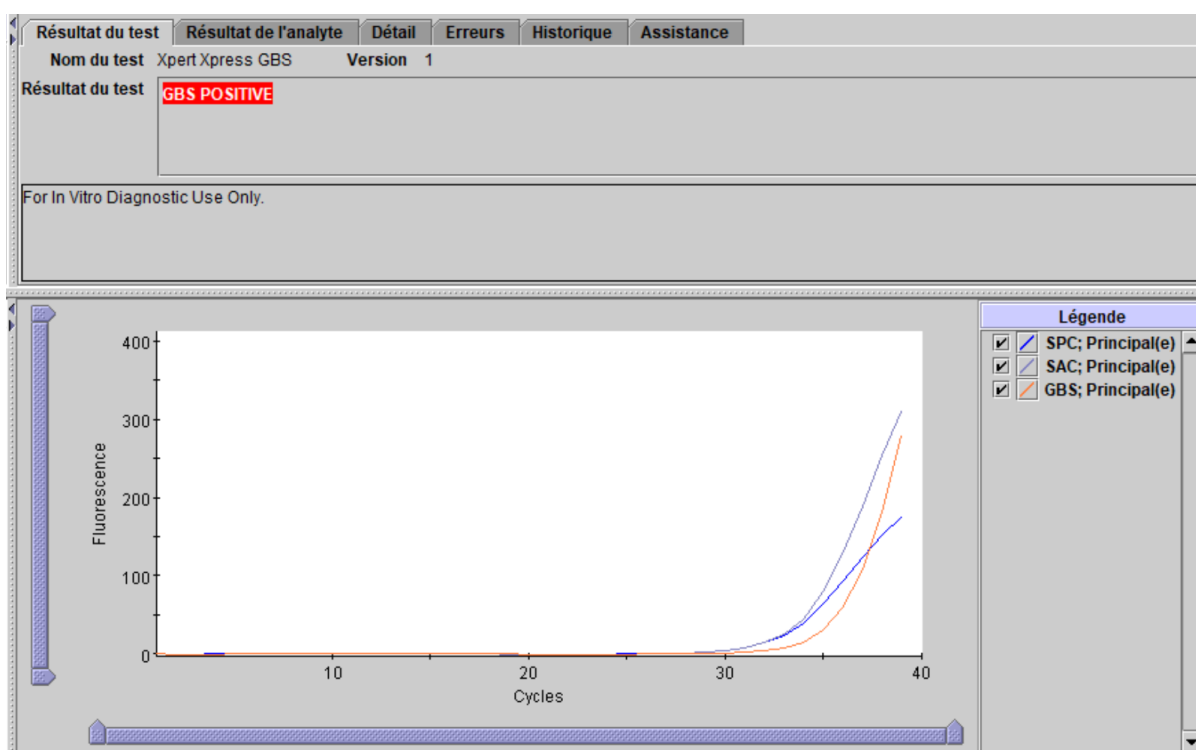 Résultat du test Résultat de l'analyte Détail Erreurs Historique Assistance
Nom du test Xpert Xpress GBS Version 1
Résultat du test GBS POSITIVE
For In Vitro Diagnostic Use Only.
Légende
SPC; Principal(e)
SAC; Principal(e)
GBS; Principal(e)
Fluorescence
400
300
200
100
0
10 20 30 40
Cycles